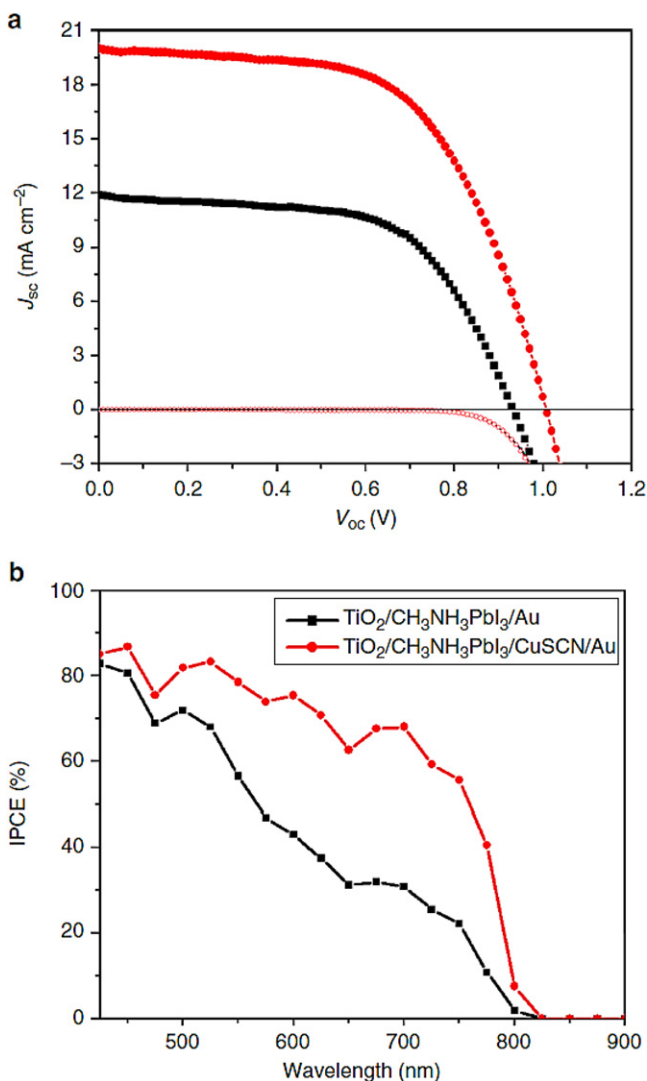 a
21
18
15
12
9
6
3
0
−3
J_sc (mA cm⁻²)
0.0 0.2 0.4 0.6 0.8 1.0 1.2
V_oc (V)
b
100
80
60
40
20
0
IPCE (%)
TiO₂/CH₃NH₃PbI₃/Au
TiO₂/CH₃NH₃PbI₃/CuSCN/Au
500 600 700 800 900
Wavelength (nm)